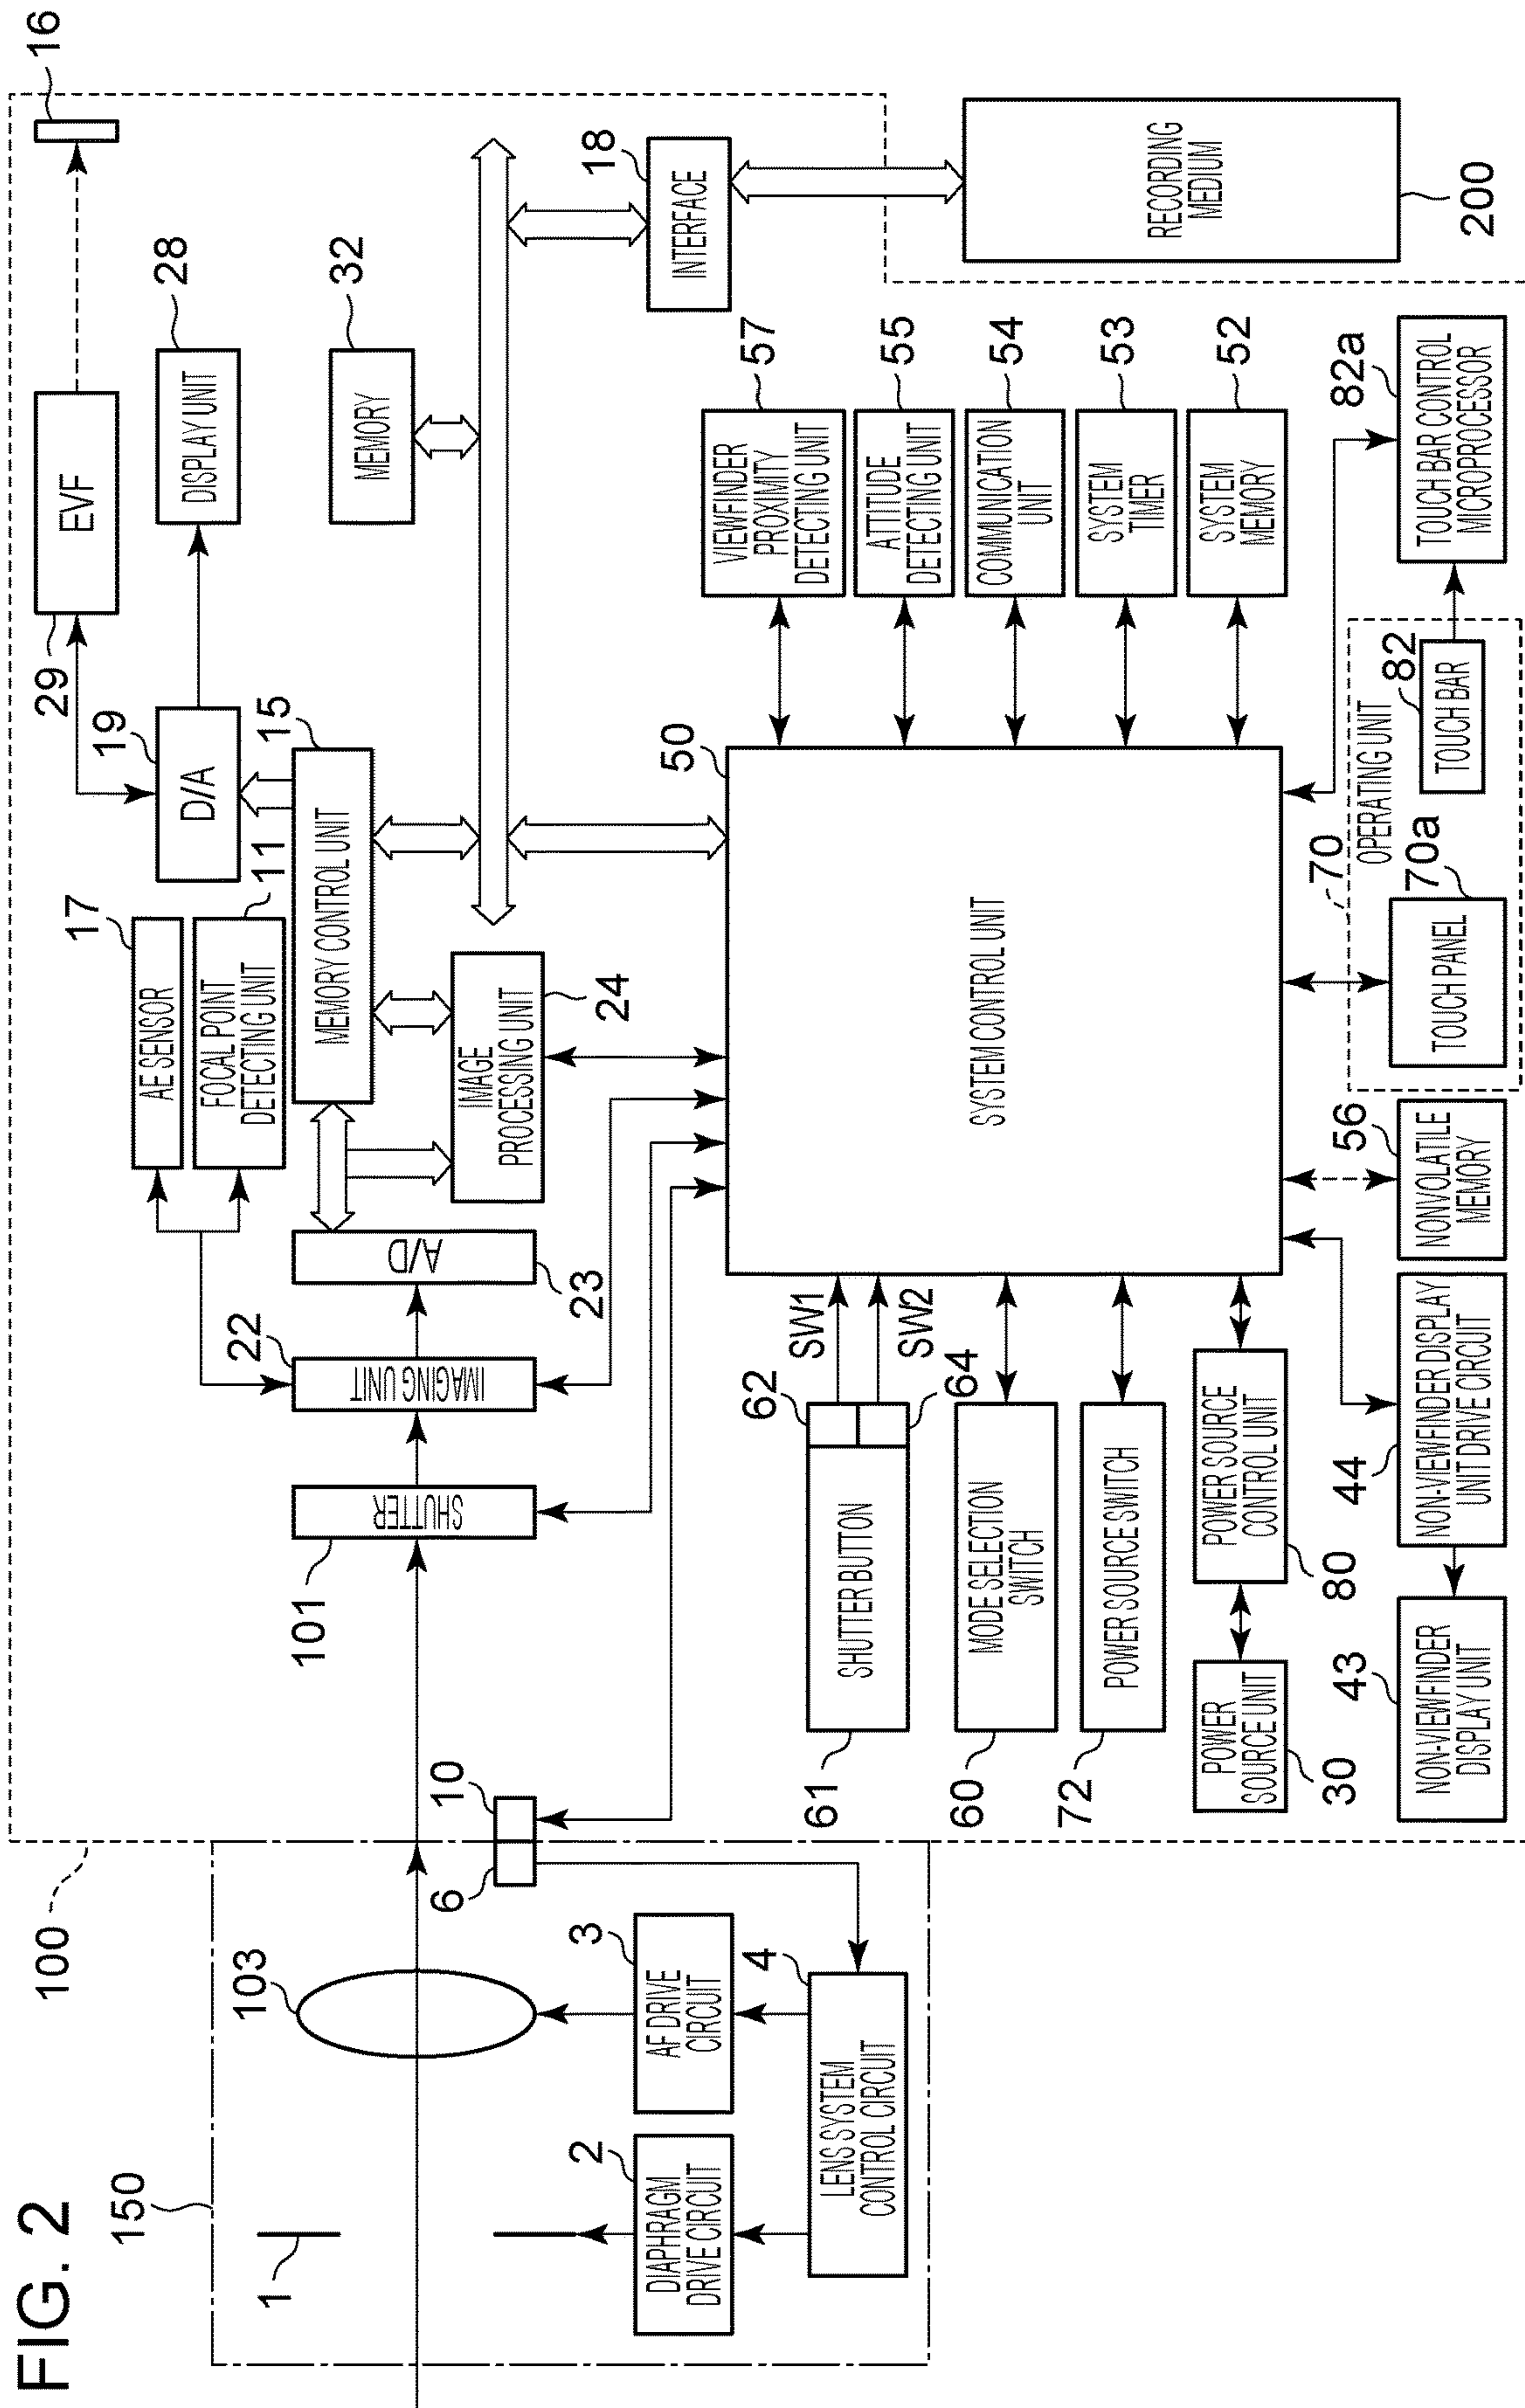 FIG. 2
150
100
1
103
2
DIAPHRAGM
DRIVE CIRCUIT
3
AF DRIVE
CIRCUIT
4
LENS SYSTEM
CONTROL CIRCUIT
6
10
101
SHUTTER
22
IMAGING UNIT
23
A/D
17
AE SENSOR
11
FOCAL POINT
DETECTING UNIT
15
MEMORY CONTROL UNIT
24
IMAGE
PROCESSING UNIT
19
D/A
29
EVF
16
28
DISPLAY UNIT
32
MEMORY
18
INTERFACE
RECORDING
MEDIUM
200
50
SYSTEM CONTROL UNIT
61
SHUTTER BUTTON
62
SW1
64
SW2
60
MODE SELECTION
SWITCH
72
POWER SOURCE SWITCH
30
POWER
SOURCE UNIT
80
POWER SOURCE
CONTROL UNIT
43
NON-VIEWFINDER
DISPLAY UNIT
44
NON-VIEWFINDER DISPLAY
UNIT DRIVE CIRCUIT
56
NONVOLATILE
MEMORY
57
VIEWFINDER
PROXIMITY
DETECTING UNIT
55
ATTITUDE
DETECTING UNIT
54
COMMUNICATION
UNIT
53
SYSTEM
TIMER
52
SYSTEM
MEMORY
70
OPERATING UNIT
70a
TOUCH PANEL
82
TOUCH BAR
82a
TOUCH BAR CONTROL
MICROPROCESSOR